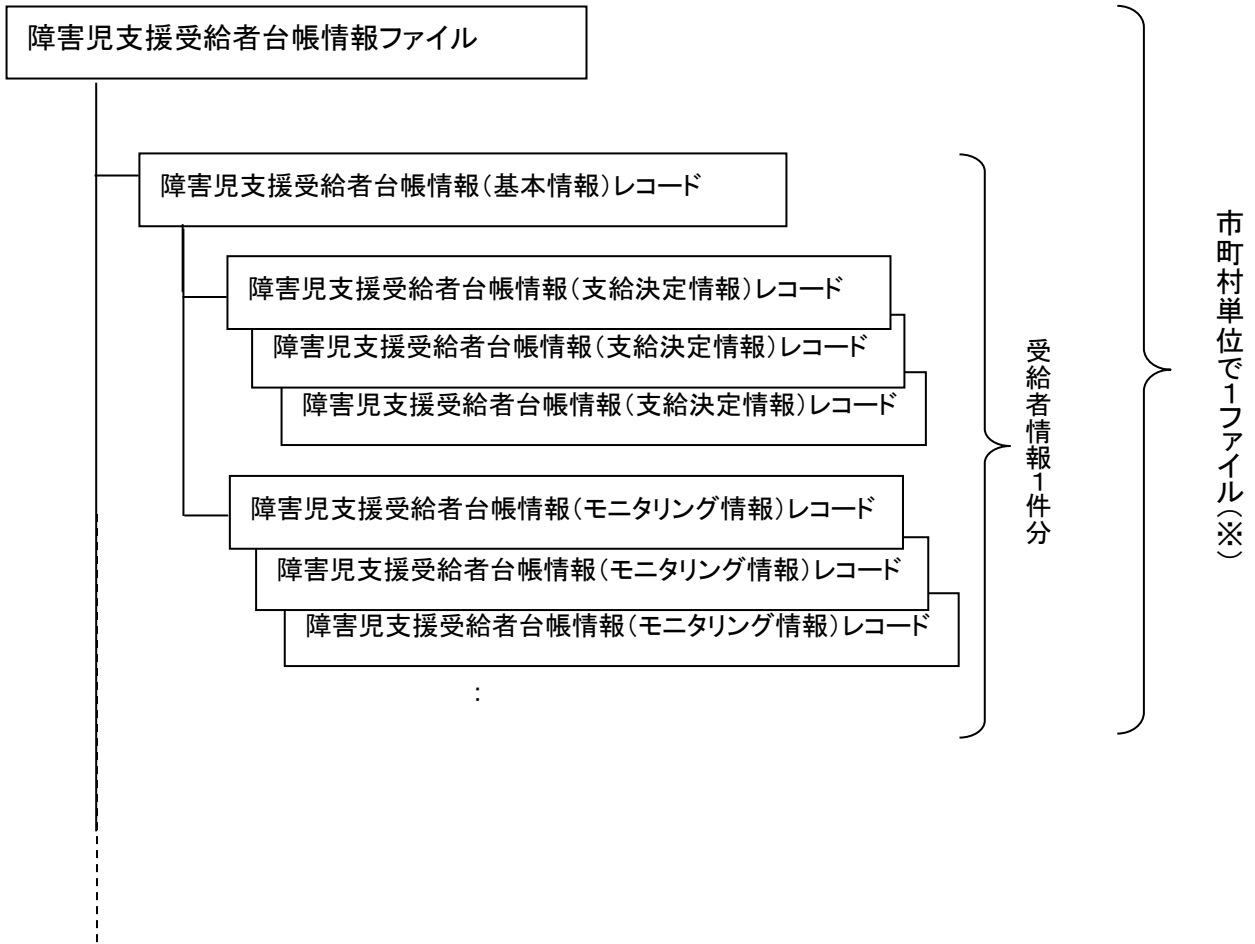 障害児支援受給者台帳情報ファイル
障害児支援受給者台帳情報(基本情報)レコード
障害児支援受給者台帳情報(支給決定情報)レコード
障害児支援受給者台帳情報(支給決定情報)レコード
障害児支援受給者台帳情報(支給決定情報)レコード
障害児支援受給者台帳情報(モニタリング情報)レコード
障害児支援受給者台帳情報(モニタリング情報)レコード
障害児支援受給者台帳情報(モニタリング情報)レコード
:
受給者情報1件分
市町村単位で1ファイル(※)